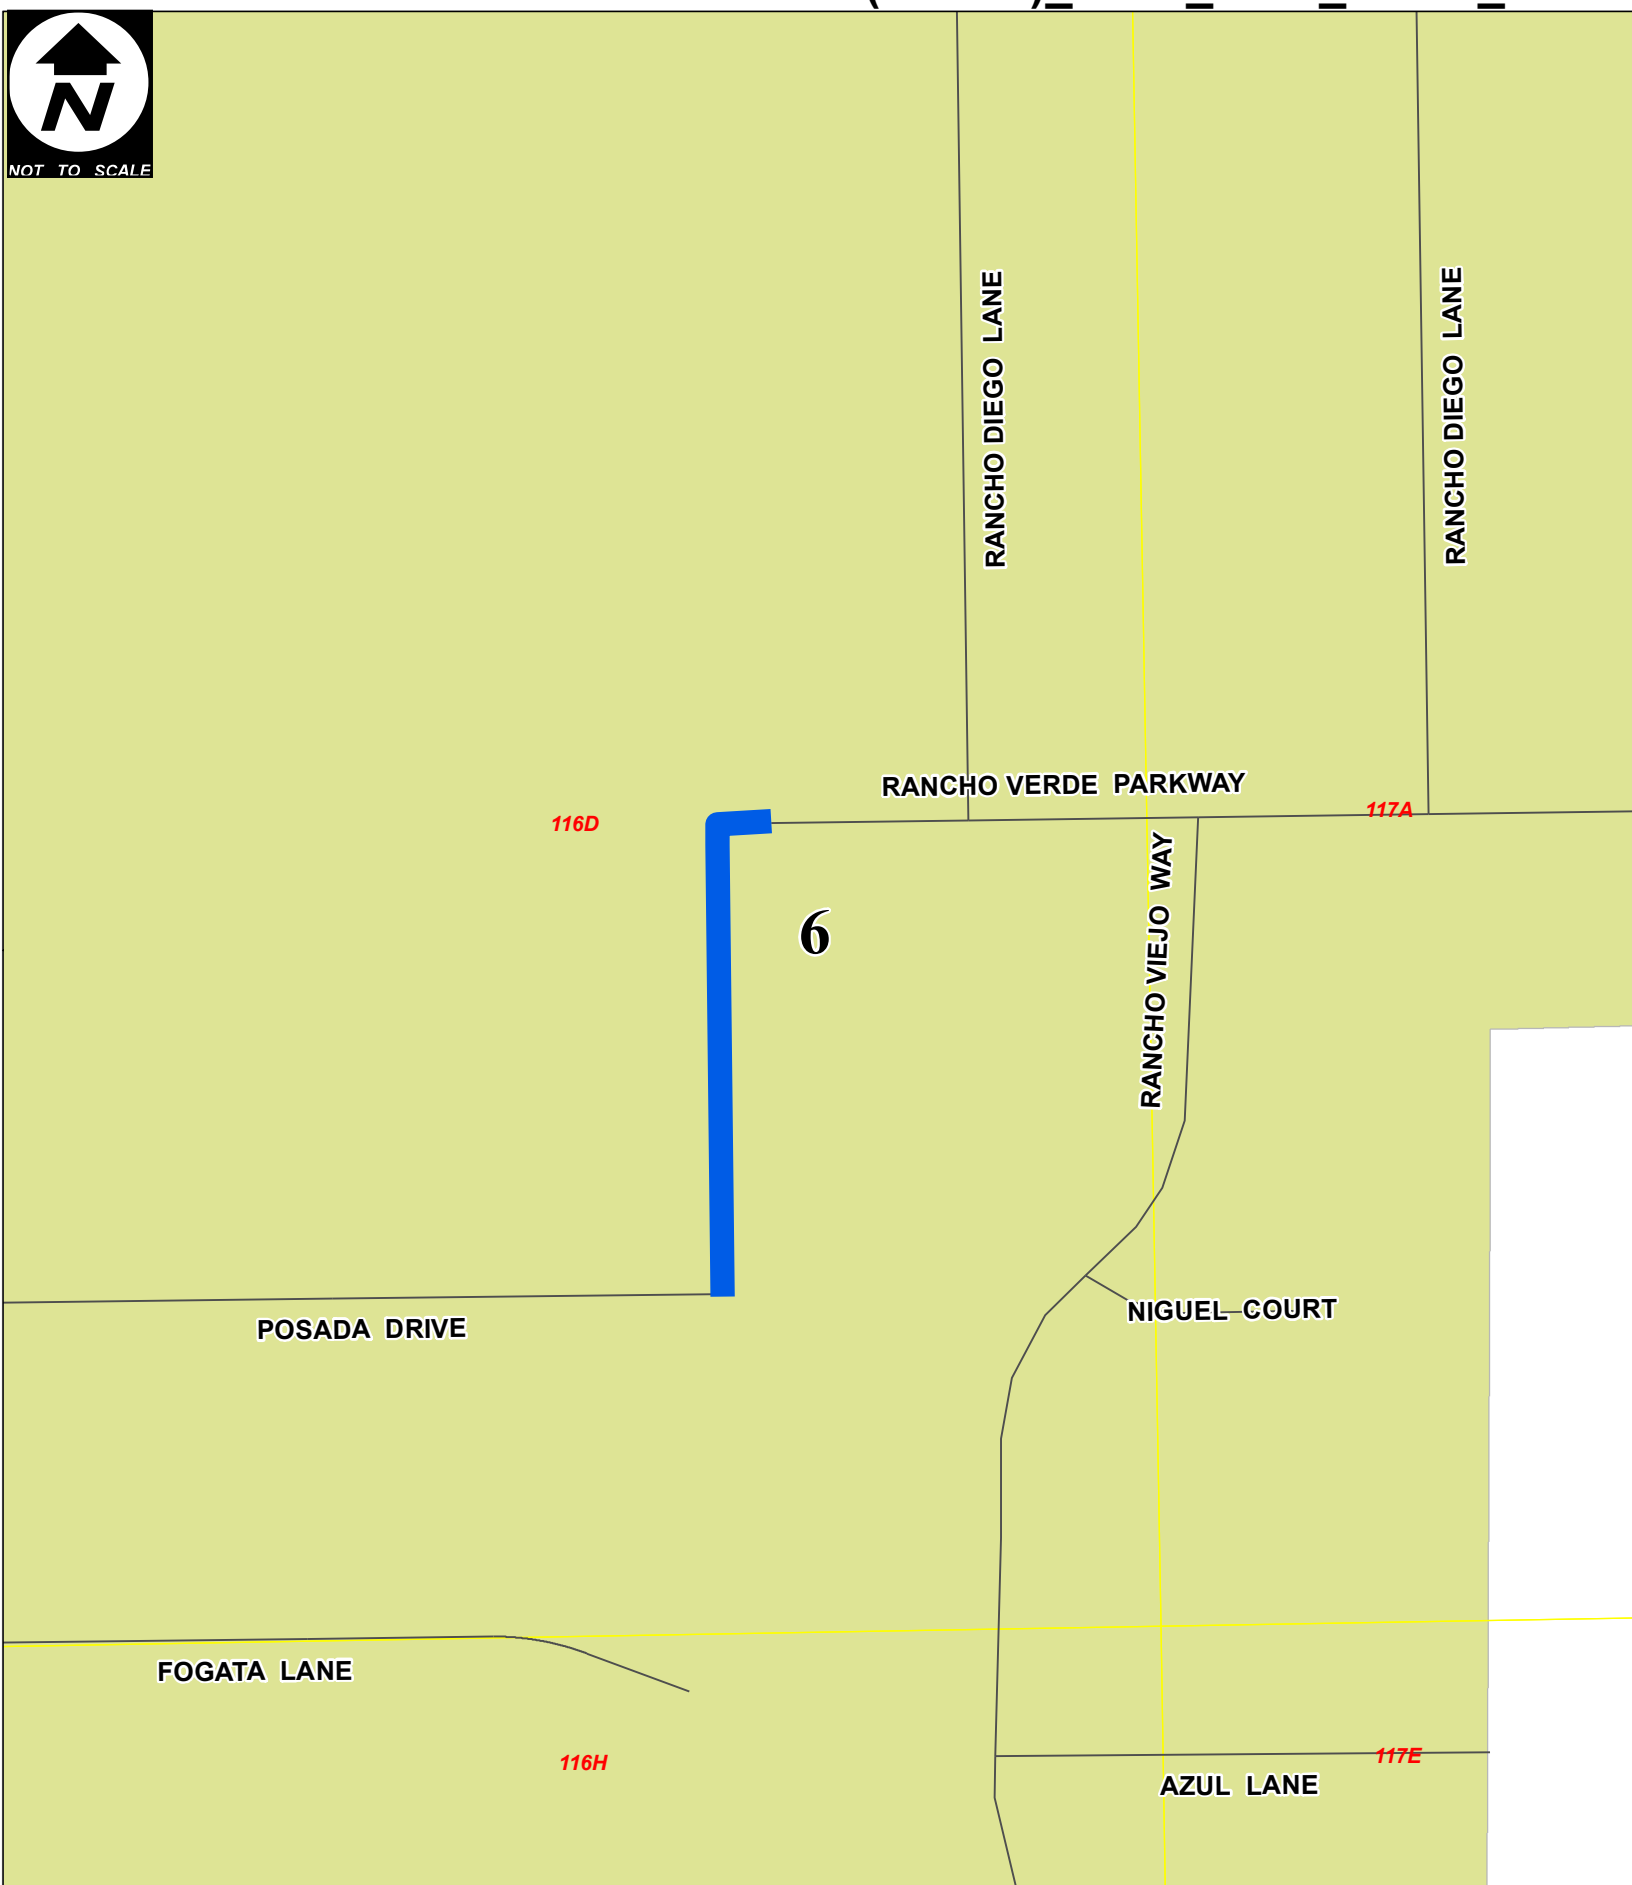 N
NOT TO SCALE
RANCHO DIEGO LANE
RANCHO DIEGO LANE
RANCHO VERDE PARKWAY
116D
117A
RANCHO VIEJO WAY
6
NIGUEL COURT
POSADA DRIVE
FOGATA LANE
116H
117E
AZUL LANE